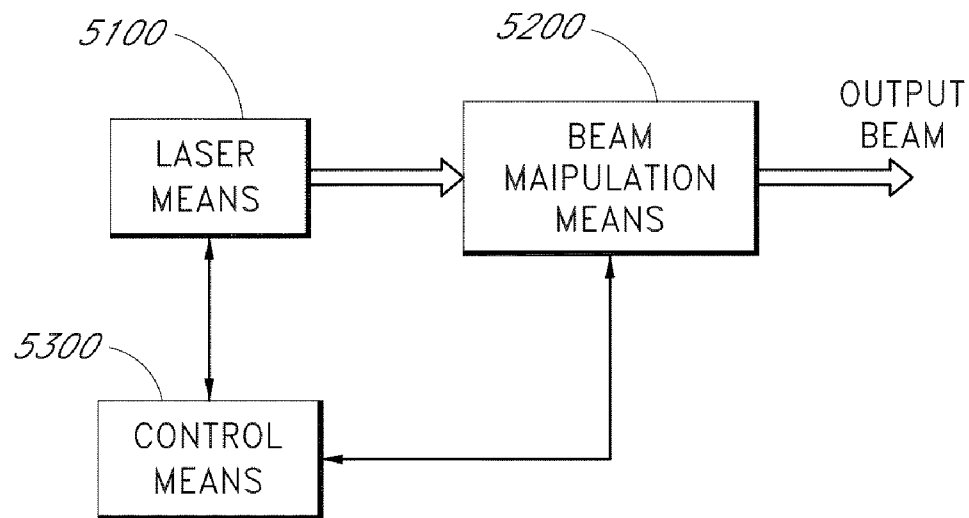 5100
5200
LASER
MEANS
BEAM
MAIPULATION
MEANS
OUTPUT
BEAM
5300
CONTROL
MEANS